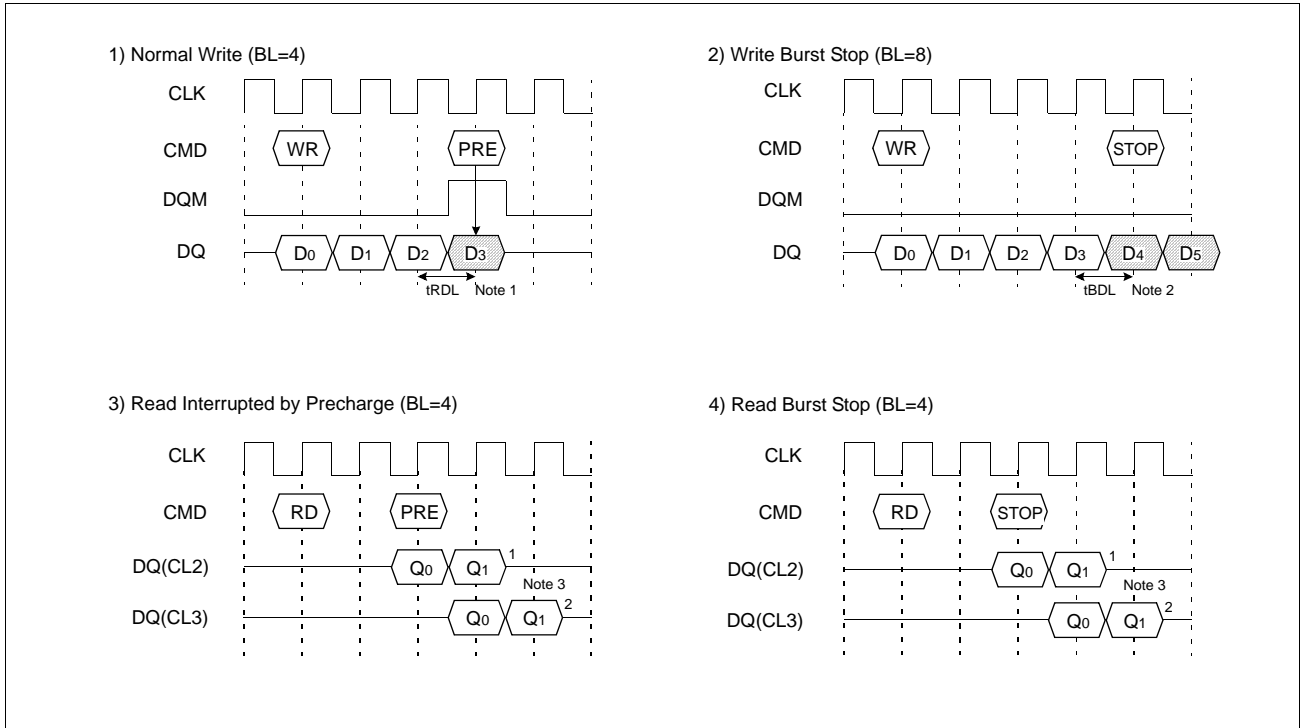 1) Normal Write (BL=4)
CLK
CMD
WR
PRE
DQM
DQ
D0
D1
D2
D3
tRDL
Note 1
2) Write Burst Stop (BL=8)
CLK
CMD
WR
STOP
DQM
DQ
D0
D1
D2
D3
D4
D5
tBDL
Note 2
3) Read Interrupted by Precharge (BL=4)
CLK
CMD
RD
PRE
DQ(CL2)
Q0
Q1
1
Note 3
DQ(CL3)
Q0
Q1
2
4) Read Burst Stop (BL=4)
CLK
CMD
RD
STOP
DQ(CL2)
Q0
Q1
1
Note 3
DQ(CL3)
Q0
Q1
2